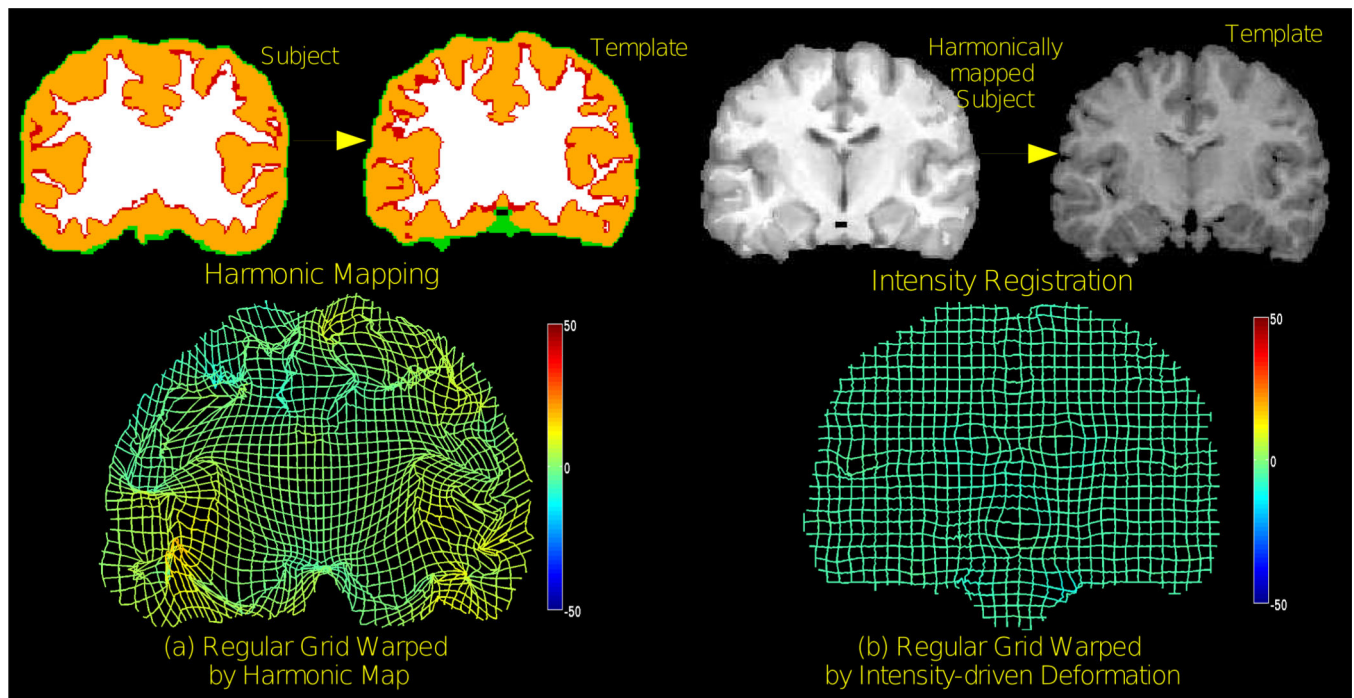 Subject
Template
Harmonic Mapping
50
0
-50
(a) Regular Grid Warped
by Harmonic Map
Harmonically
mapped
Subject
Template
Intensity Registration
50
0
-50
(b) Regular Grid Warped
by Intensity-driven Deformation